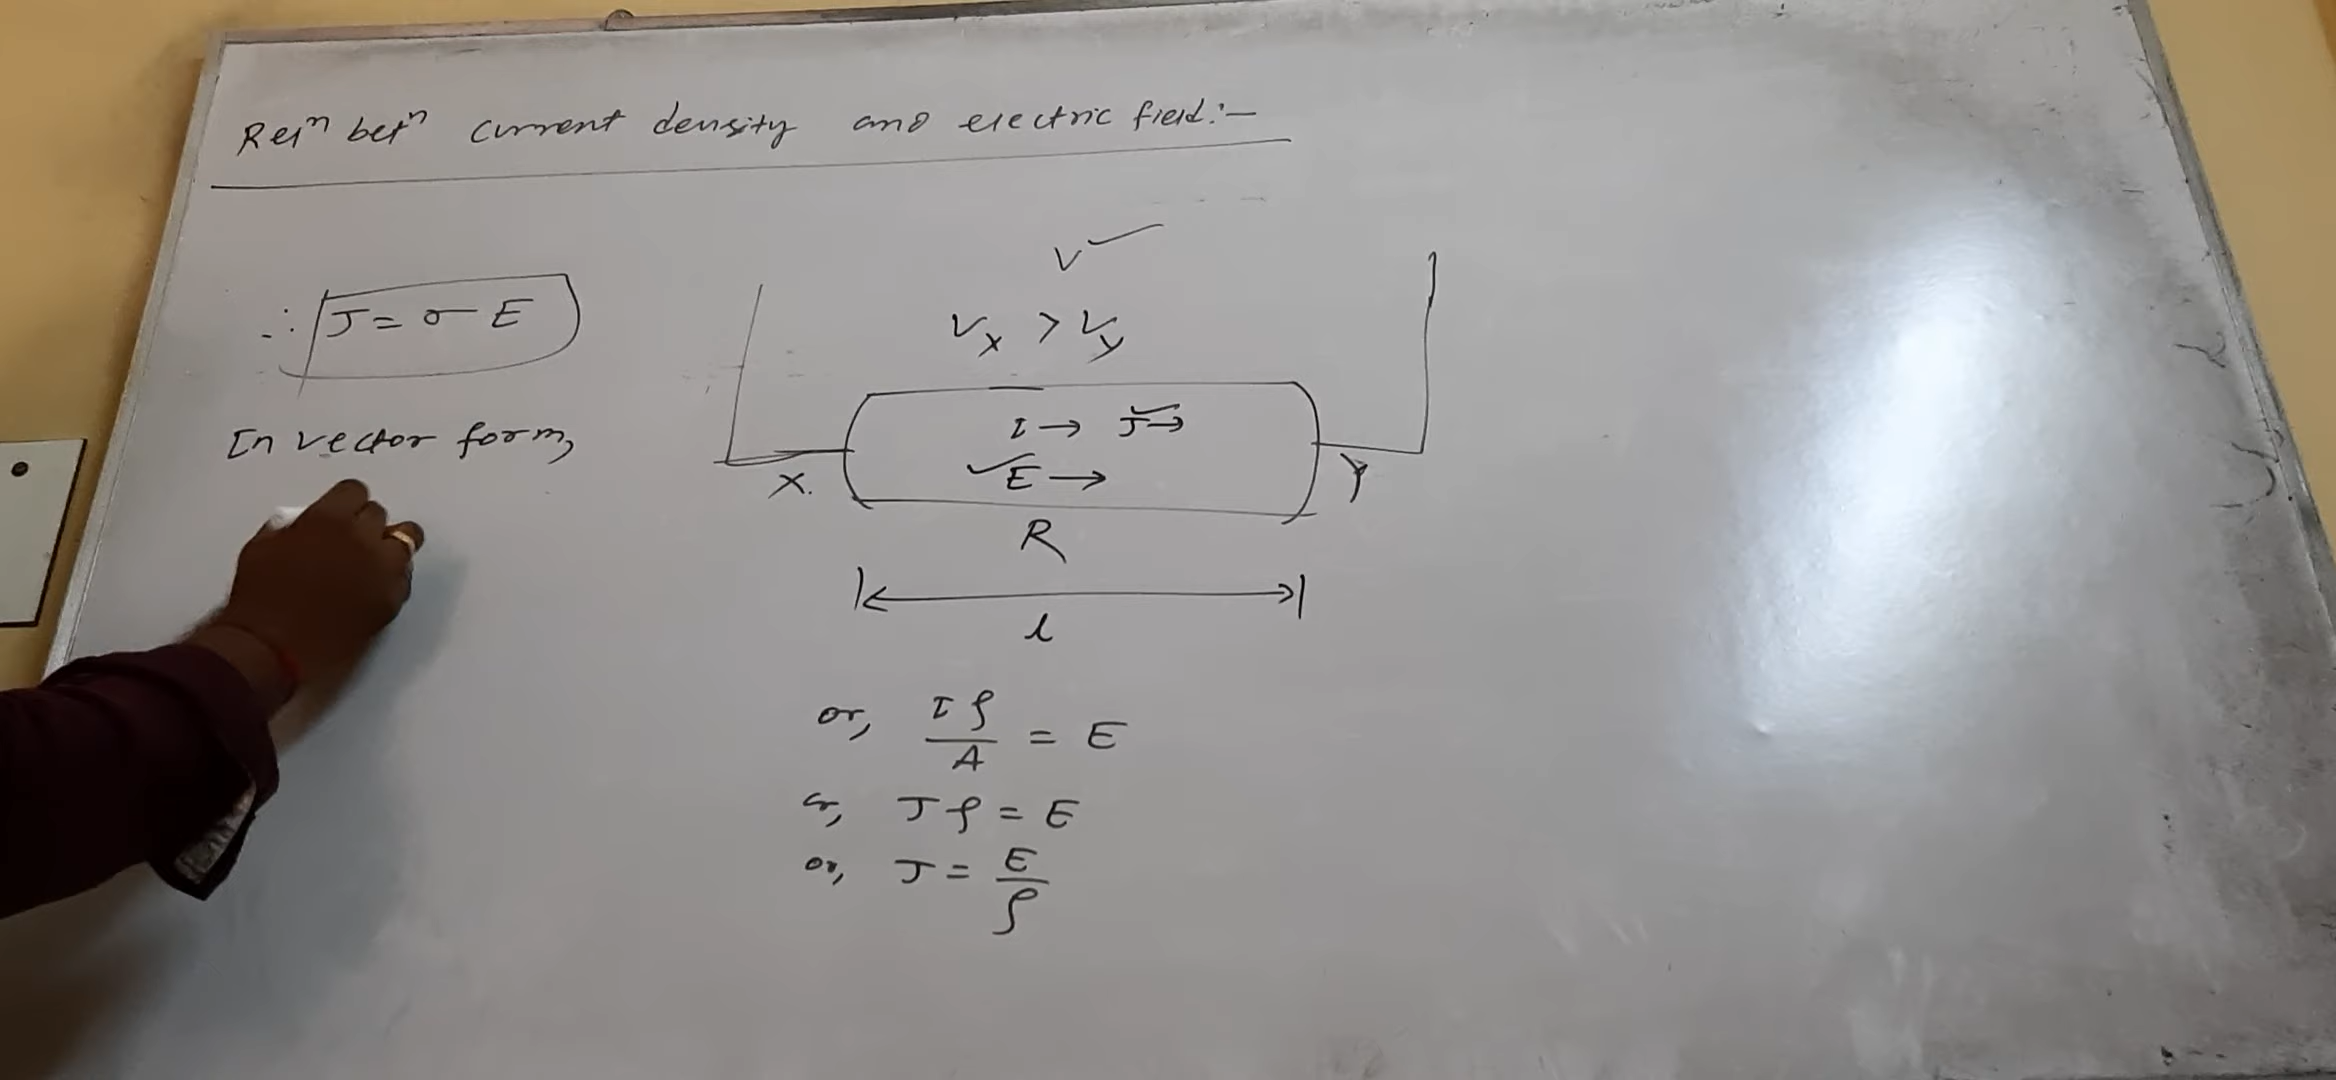 Relⁿ betⁿ current density and electric field:-
∴ J = σ E
In vector form,
V
Vx > Vy
I → J →
E →
X.
Y
R
l
or, Iρ/A = E
or, Jρ = E
or, J = E/ρ